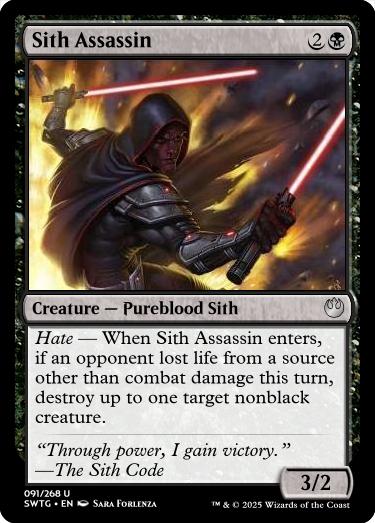 Sith Assassin 2
Creature — Pureblood Sith
Hate — When Sith Assassin enters,
if an opponent lost life from a source
other than combat damage this turn,
destroy up to one target nonblack
creature.
“Through power, I gain victory.”
—The Sith Code
3/2
091/268 U
SWTG • EN Sara Forlenza
™ & © 2025 Wizards of the Coast